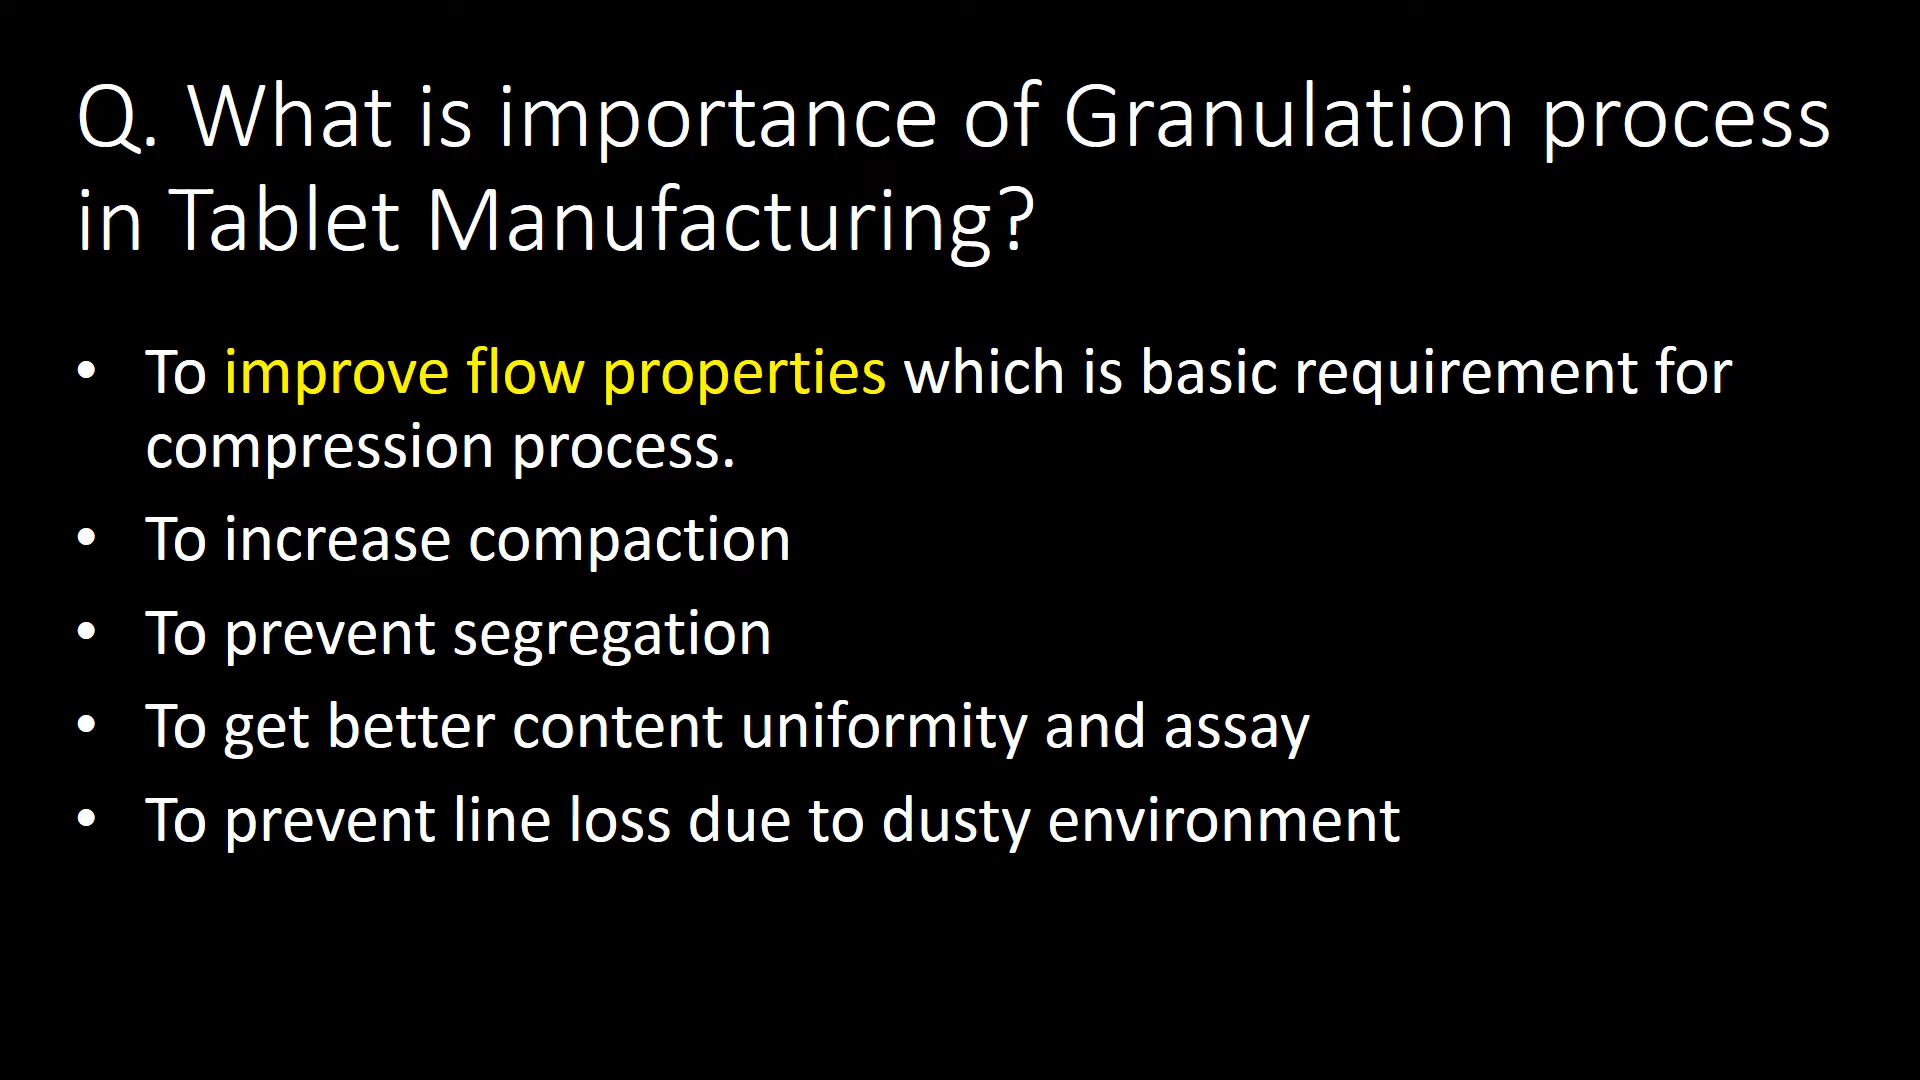 Q. What is importance of Granulation process
in Tablet Manufacturing?
• To improve flow properties which is basic requirement for
compression process.
• To increase compaction
• To prevent segregation
• To get better content uniformity and assay
• To prevent line loss due to dusty environment